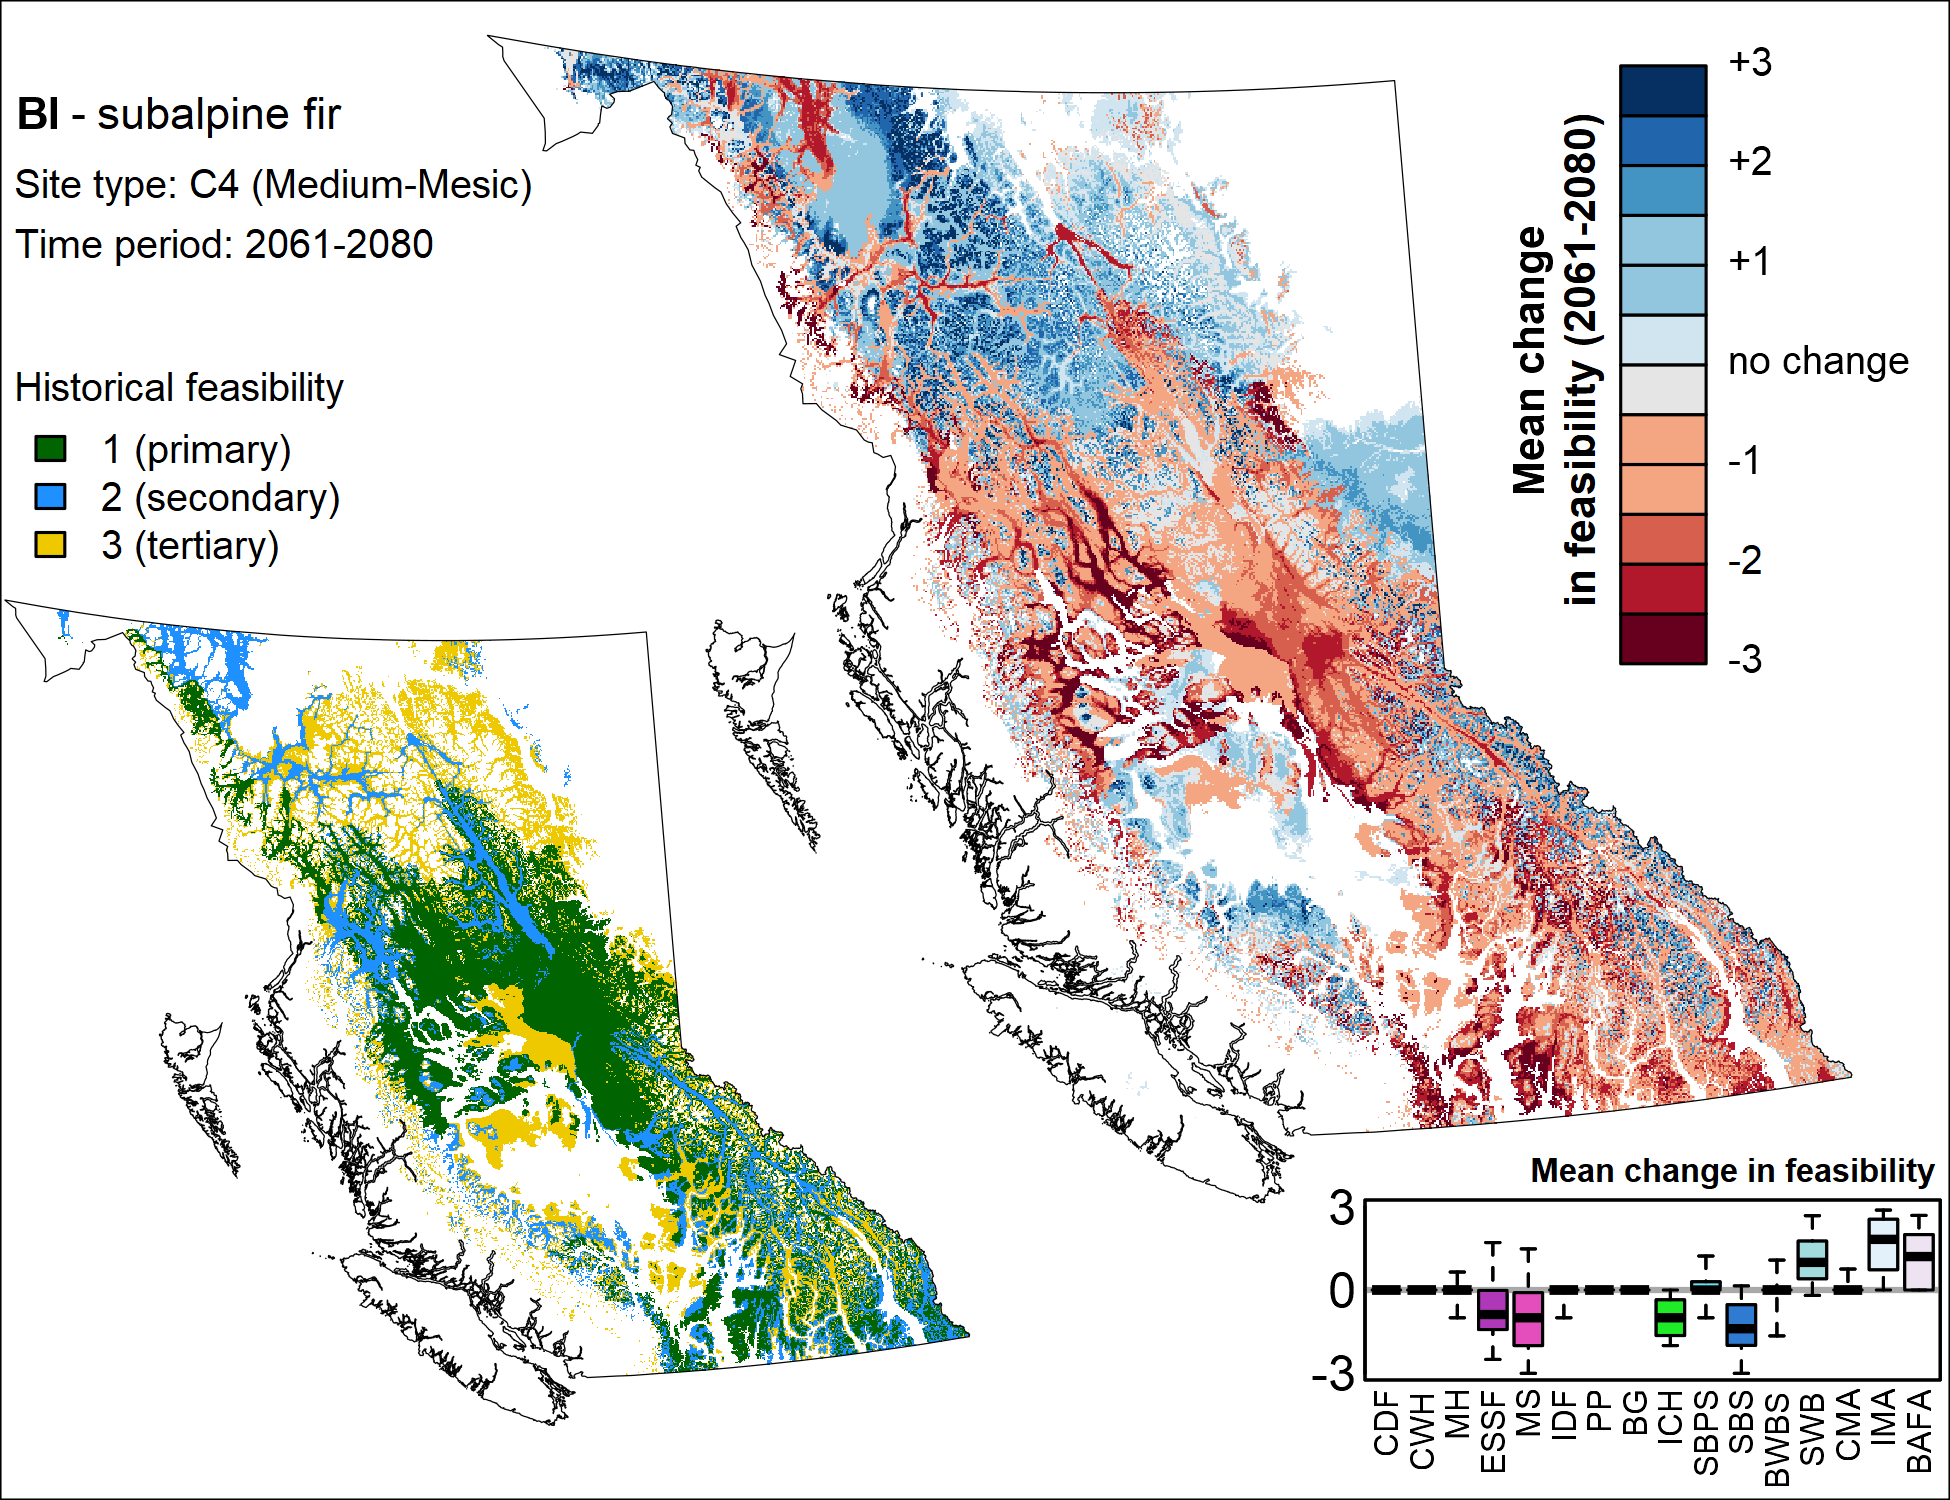 Bl - subalpine fir
Site type: C4 (Medium-Mesic)
Time period: 2061-2080
Historical feasibility
1 (primary)
2 (secondary)
3 (tertiary)
Mean change
in feasibility (2061-2080)
+3
+2
+1
no change
-1
-2
-3
Mean change in feasibility
3
0
-3
CDF
CWH
MH
ESSF
MS
IDF
PP
BG
ICH
SBPS
SBS
BWBS
SWB
CMA
IMA
BAFA